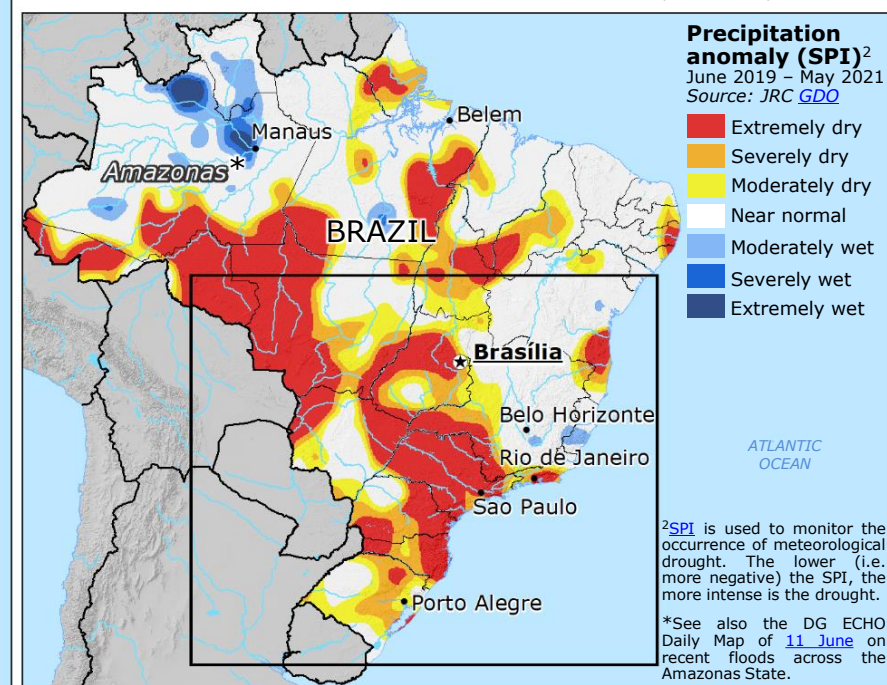 Precipitation
anomaly (SPI)2
June 2019 – May 2021
Source: JRC GDO
Extremely dry
Severely dry
Moderately dry
Near normal
Moderately wet
Severely wet
Extremely wet
Belem
Manaus
Amazonas*
BRAZIL
Brasília
Belo Horizonte
Rio de Janeiro
Sao Paulo
Porto Alegre
ATLANTIC
OCEAN
2SPI is used to monitor the
occurrence of meteorological
drought. The lower (i.e.
more negative) the SPI, the
more intense is the drought.
*See also the DG ECHO
Daily Map of 11 June on
recent floods across the
Amazonas State.